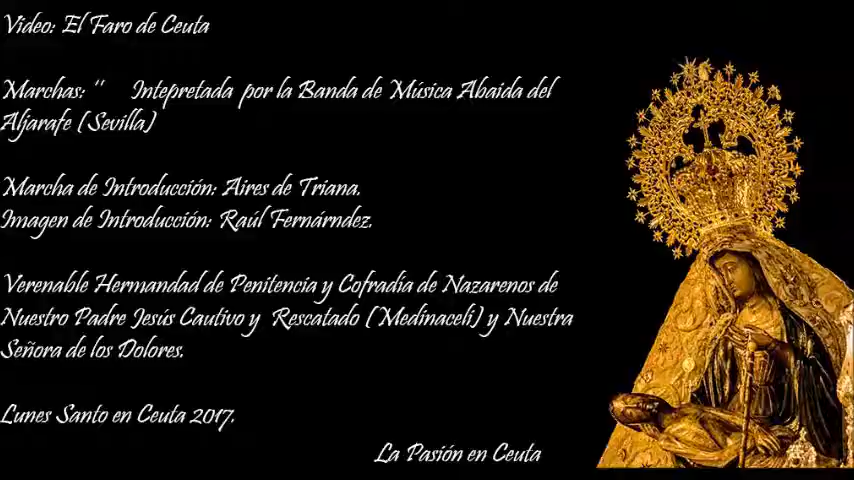 Video: El Faro de Ceuta
Marchas: “ Intepretada por la Banda de Música Abaida del
Aljarafe (Sevilla)
Marcha de Introducción: Aires de Triana.
Imagen de Introducción: Raúl Fernárndez.
Verenable Hermandad de Penitencia y Cofradía de Nazarenos de
Nuestro Padre Jesús Cautivo y Rescatado (Medinaceli) y Nuestra
Señora de los Dolores.
Lunes Santo en Ceuta 2017.
La Pasión en Ceuta